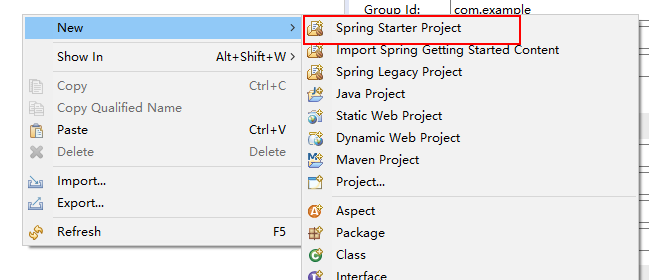 Group Id: com.example
New
Show In Alt+Shift+W
Copy Ctrl+C
Copy Qualified Name
Paste Ctrl+V
Delete Delete
Import...
Export...
Refresh F5
Spring Starter Project
Import Spring Getting Started Content
Spring Legacy Project
Java Project
Static Web Project
Dynamic Web Project
Maven Project
Project...
Aspect
Package
Class
Interface